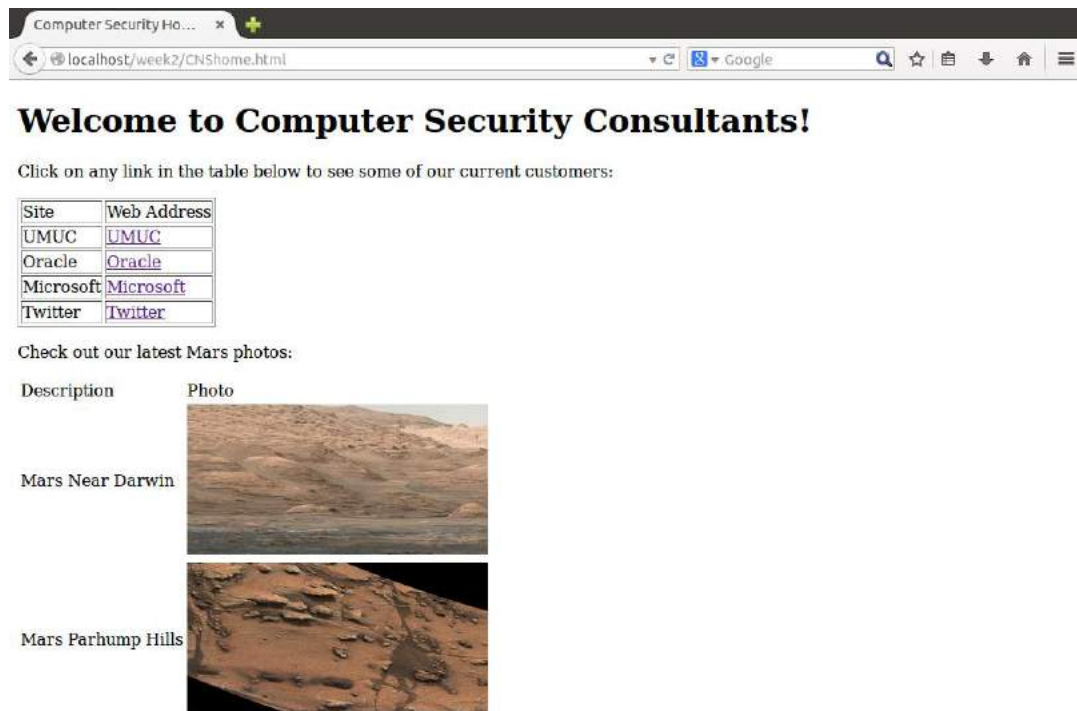 Computer Security Ho...
localhost/week2/CNShome.html
Google
Welcome to Computer Security Consultants!
Click on any link in the table below to see some of our current customers:
Site Web Address
UMUC UMUC
Oracle Oracle
Microsoft Microsoft
Twitter Twitter
Check out our latest Mars photos:
Description Photo
Mars Near Darwin
Mars Parhump Hills